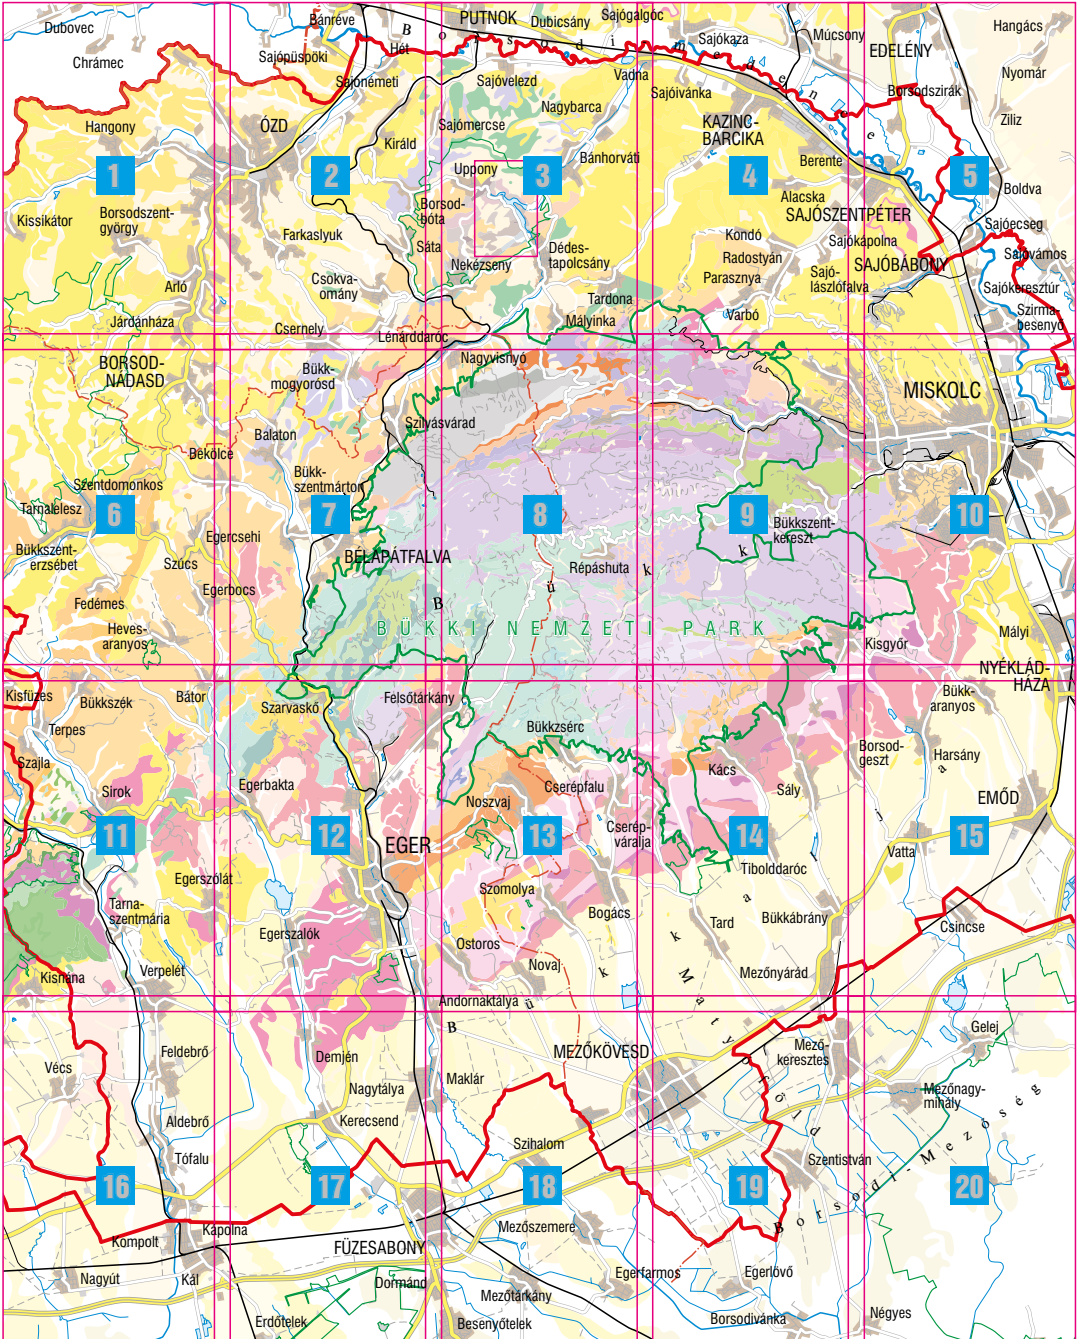 Dubovec
Bánréve
PUTNOK
Dubicsány
Sajógalgóc
Hangács
Chrámec
Sajópüspöki
Hét
B o r s o d i
m e d e n c e
Sajókaza
Múcsony
EDELÉNY
Sajónémeti
Sajóvelezd
Vadna
Sajóivánka
Nyomár
Borsodszirák
Nagybarca
Hangony
ÓZD
Sajómercse
KAZINC-
BARCIKA
Ziliz
Királd
Bánhorváti
Berente
1
2
Uppony
3
4
5
Alacska
Boldva
Kissikátor
Borsodszent-
györgy
Borsod-
bóta
SAJÓSZENTPÉTER
Sajóecseg
Farkaslyuk
Sáta
Dédes-
tapolcsány
Kondó
Sajókápolna
Radostyán
Sajóvámos
Nekézseny
SAJÓBÁBONY
Arló
Csokva-
omány
Parasznya
Sajó-
lászlófalva
Sajókeresztúr
Tardona
Járdánháza
Csernely
Lénárddaróc
Mályinka
Varbó
Szirma-
besenyő
BORSOD-
NÁDASD
Bükk-
mogyorósd
Nagyvisnyó
MISKOLC
Szilvásvárad
Balaton
Bekölce
Bükk-
szentmárton
Szentdomonkos
Tarnalelesz
6
7
8
9
10
Egercsehi
Bükkszent-
kereszt
Bükkszent-
erzsébet
Szúcs
BÉLAPÁTFALVA
Répáshuta
B ü k k
Egerbocs
Fedémes
Heves-
aranyos
BÜKKI NEMZETI PARK
Mályi
Kisgyőr
NYÉKLÁD-
HÁZA
Kisfüzes
Bükkszék
Bátor
Szarvaskő
Felsőtárkány
Bükk-
aranyos
Terpes
Bükkzsérc
Borsod-
geszt
Harsány
Szajla
Kács
Sirok
Egerbakta
Cserépfalu
Sály
Noszvaj
EMŐD
11
12
EGER
13
Cserép-
váralja
14
15
Vatta
Tibolddaróc
Egerszólát
Szomolya
Tarna-
szentmária
Bogács
Tard
Bükkábrány
Egerszalók
Csincse
Ostoros
Kisnána
Verpelét
Novaj
Mezőnyárád
Andornaktálya
B ü k k a l j a
M a t y ó f ö l d
Gelej
Feldebrő
Demjén
MEZŐKÖVESD
Mező-
keresztes
Vécs
Nagytálya
Maklár
Mezőnagy-
mihály
Aldebrő
Kerecsend
Szihalom
Tófalu
Szentistván
16
17
18
19
20
B o r s o d i - M e z ő s é g
Kápolna
Mezőszemere
Kompolt
FÜZESABONY
Nagyút
Kál
Dormánd
Egerfarmos
Egerlövő
Mezőtárkány
Erdőtelek
Besenyőtelek
Borsodivánka
Négyes